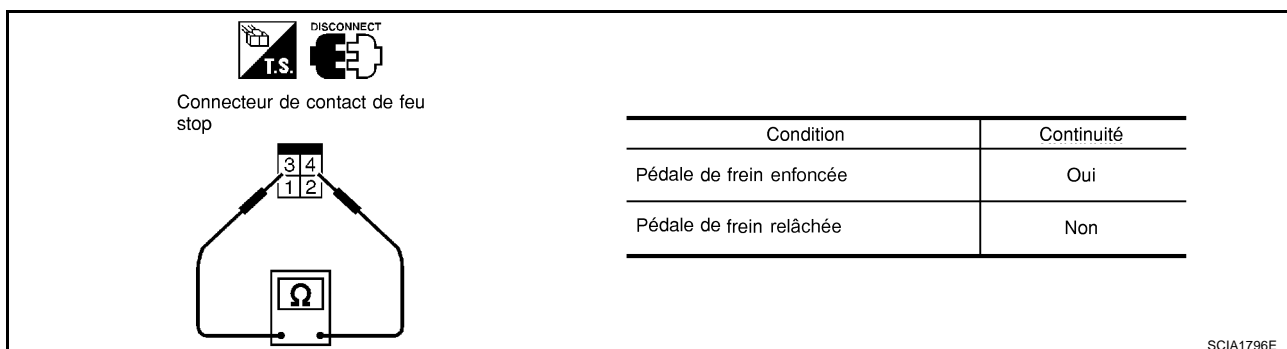 DISCONNECT
T.S.
Connecteur de contact de feu
stop
3 4
1 2
Ω
Condition Continuité
Pédale de frein enfoncée Oui
Pédale de frein relâchée Non
SCIA1796E